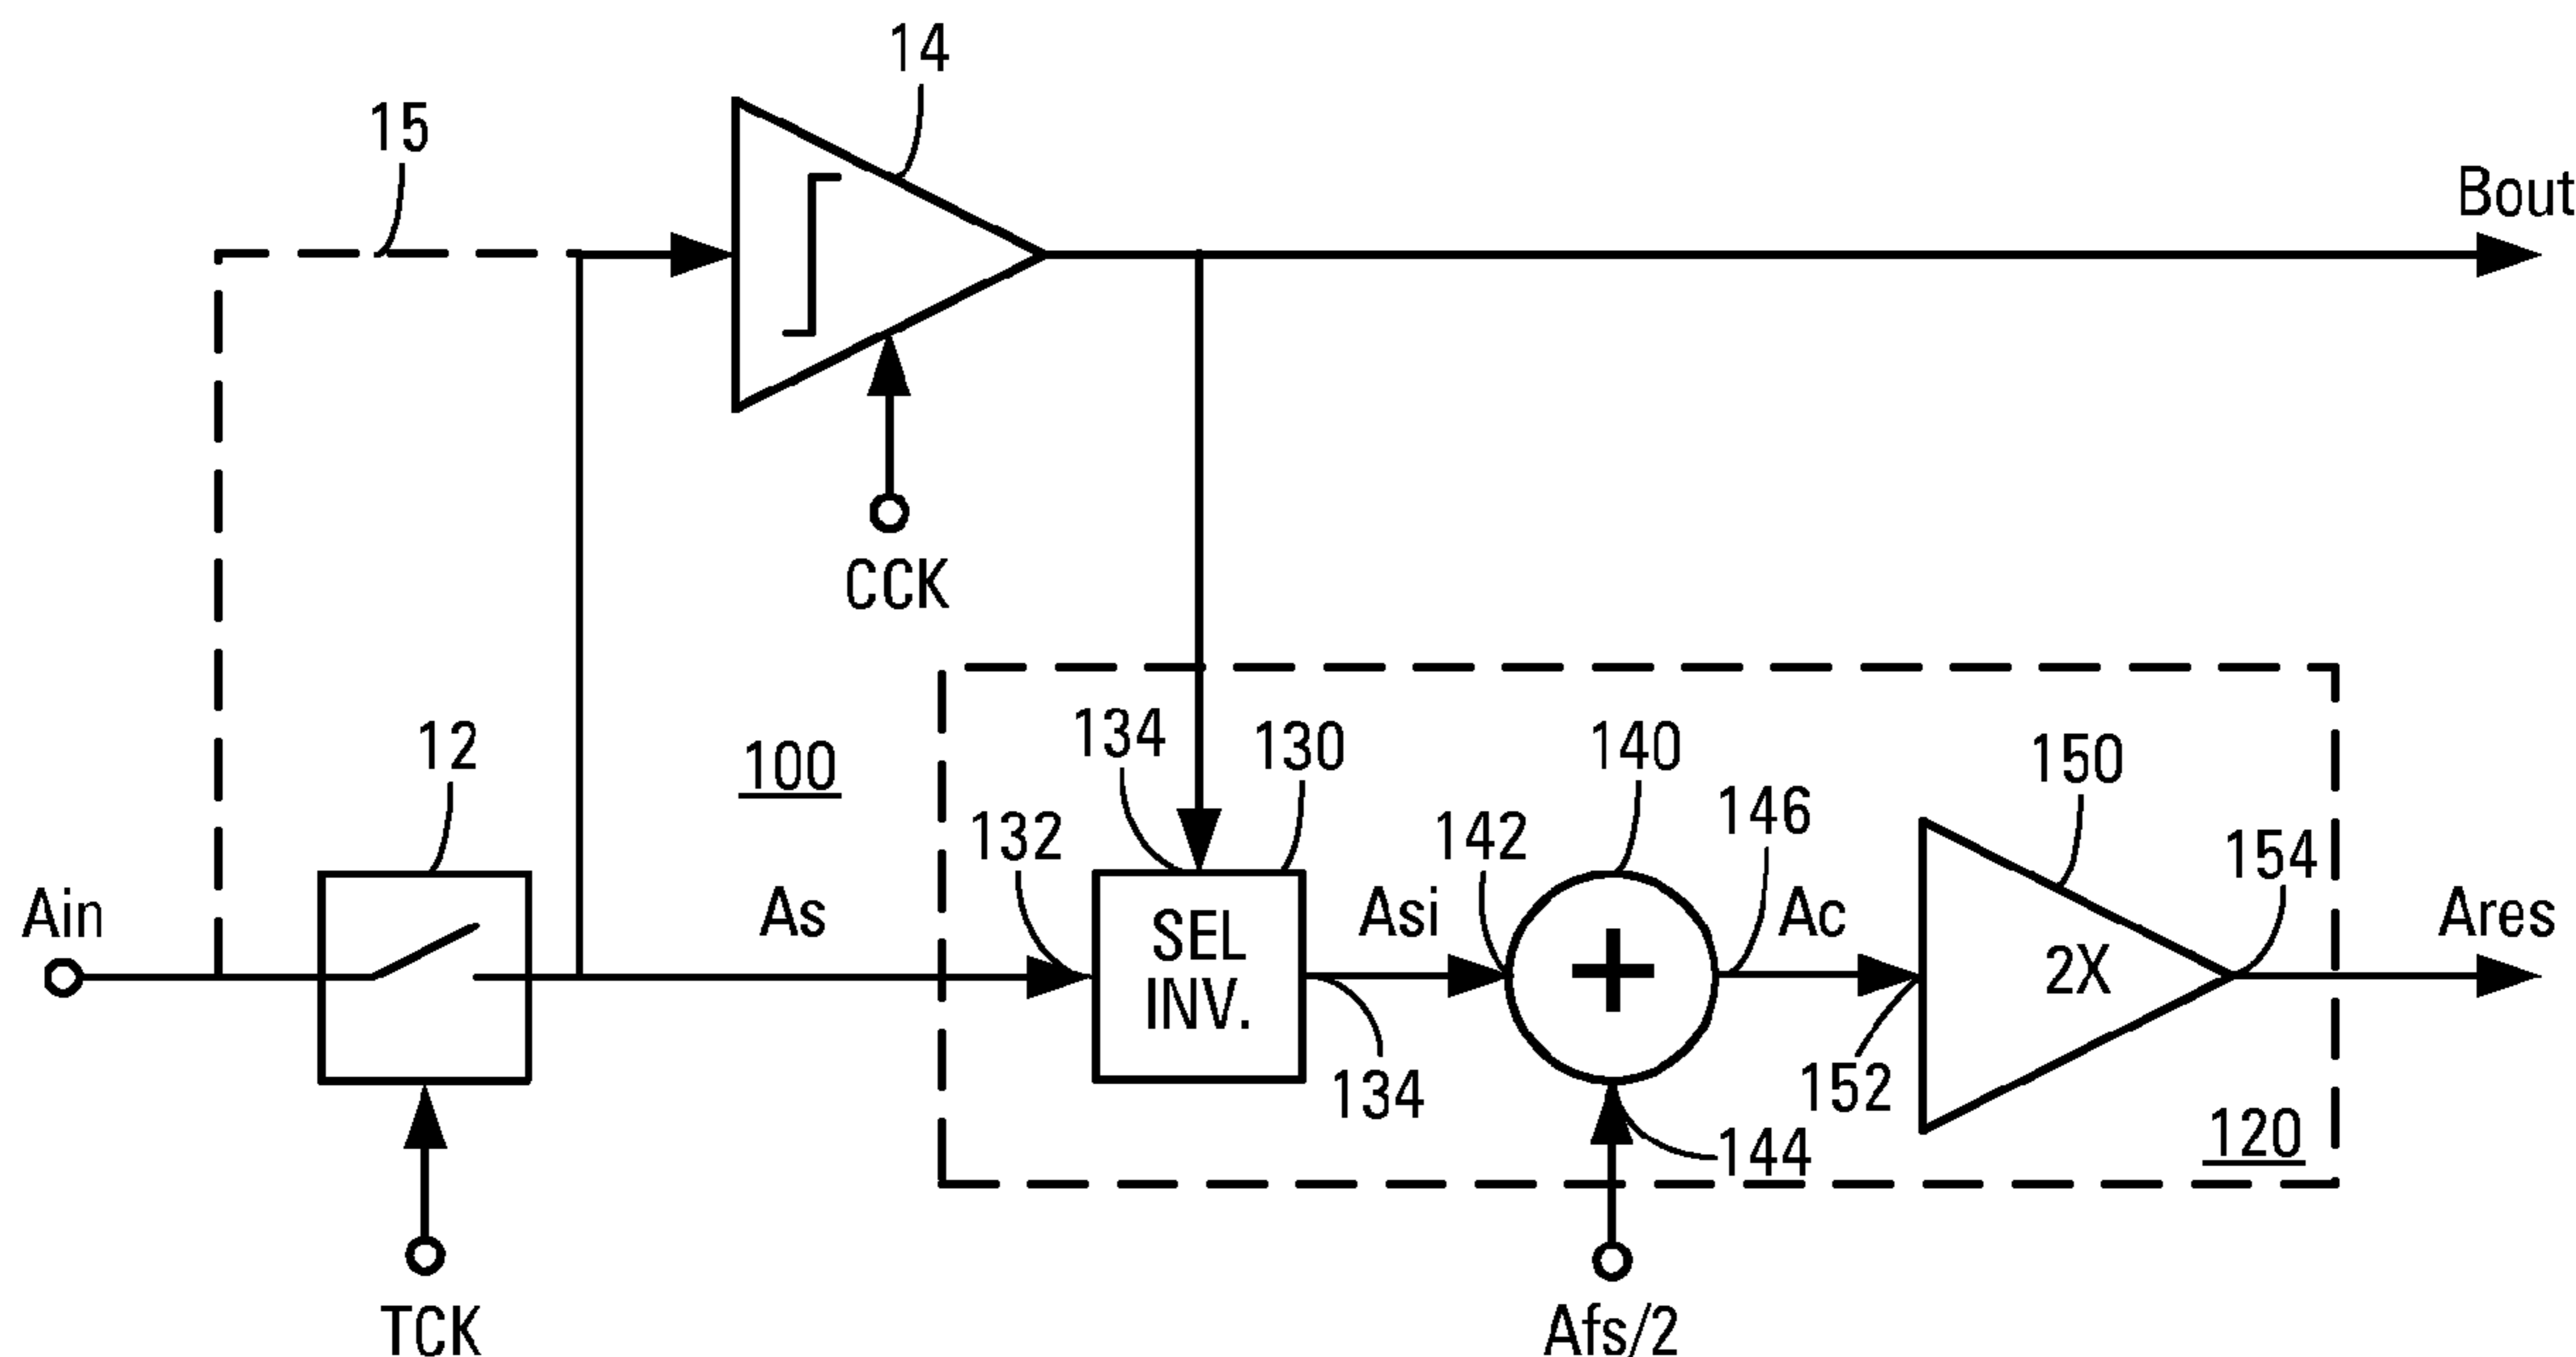 14
15
Bout
CCK
12
100
134
130
140
150
132
142
146
154
Ain
As
SEL
INV.
Asi
+
Ac
2X
Ares
134
152
144
120
TCK
Afs/2